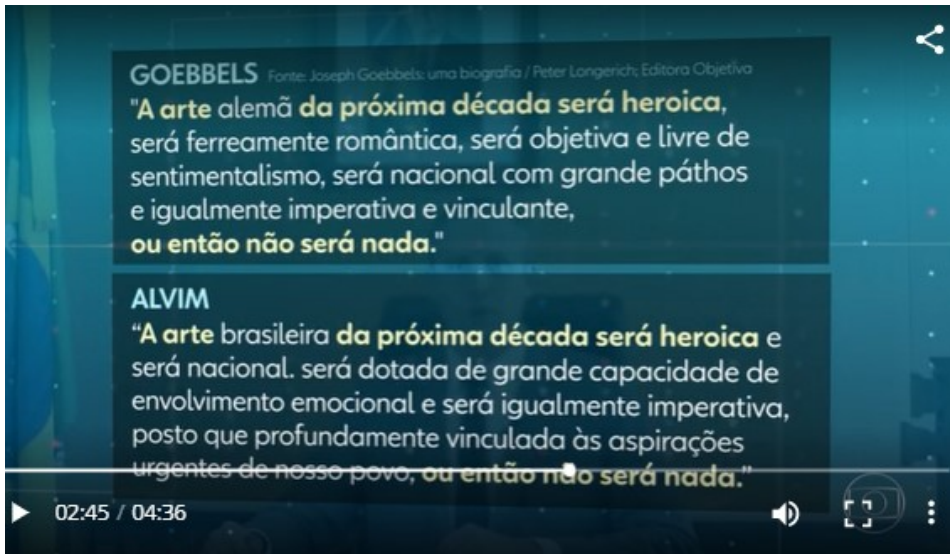 GOEBBELS Fonte: Joseph Goebbels: uma biografia / Peter Longerich; Editora Objetiva
"A arte alemã da próxima década será heroica,
será ferreamente romântica, será objetiva e livre de
sentimentalismo, será nacional com grande páthos
e igualmente imperativa e vinculante,
ou então não será nada."
ALVIM
“A arte brasileira da próxima década será heroica e
será nacional. será dotada de grande capacidade de
envolvimento emocional e será igualmente imperativa,
posto que profundamente vinculada às aspirações
urgentes de nosso povo, ou então não será nada.”
02:45 / 04:36